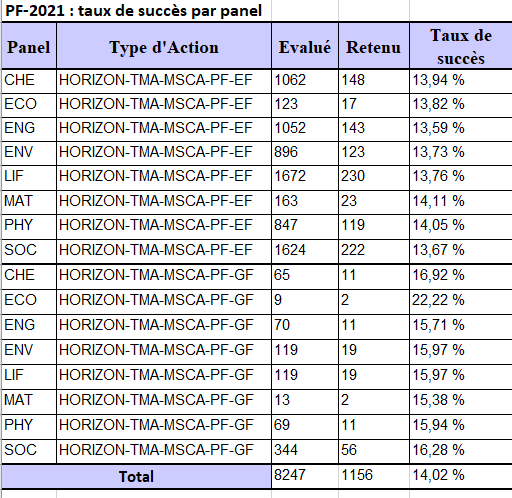 PF-2021 : taux de succès par panel
Panel Type d'Action Evalué Retenu Taux de succès
CHE HORIZON-TMA-MSCA-PF-EF 1062 148 13,94 %
ECO HORIZON-TMA-MSCA-PF-EF 123 17 13,82 %
ENG HORIZON-TMA-MSCA-PF-EF 1052 143 13,59 %
ENV HORIZON-TMA-MSCA-PF-EF 896 123 13,73 %
LIF HORIZON-TMA-MSCA-PF-EF 1672 230 13,76 %
MAT HORIZON-TMA-MSCA-PF-EF 163 23 14,11 %
PHY HORIZON-TMA-MSCA-PF-EF 847 119 14,05 %
SOC HORIZON-TMA-MSCA-PF-EF 1624 222 13,67 %
CHE HORIZON-TMA-MSCA-PF-GF 65 11 16,92 %
ECO HORIZON-TMA-MSCA-PF-GF 9 2 22,22 %
ENG HORIZON-TMA-MSCA-PF-GF 70 11 15,71 %
ENV HORIZON-TMA-MSCA-PF-GF 119 19 15,97 %
LIF HORIZON-TMA-MSCA-PF-GF 119 19 15,97 %
MAT HORIZON-TMA-MSCA-PF-GF 13 2 15,38 %
PHY HORIZON-TMA-MSCA-PF-GF 69 11 15,94 %
SOC HORIZON-TMA-MSCA-PF-GF 344 56 16,28 %
Total 8247 1156 14,02 %